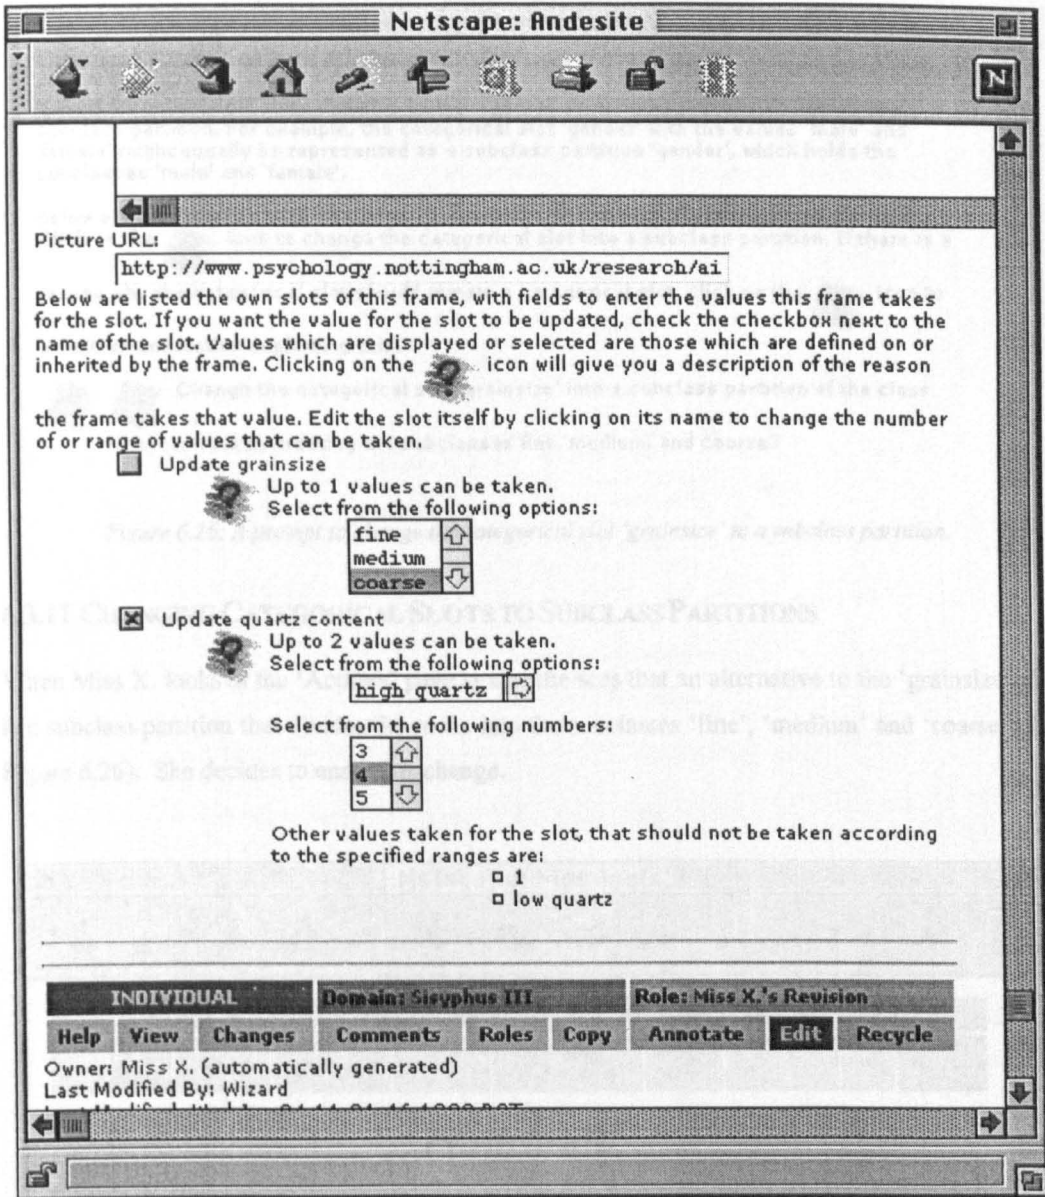 Netscape: Andesite
N
Picture URL:
http://www.psychology.nottingham.ac.uk/research/ai
Below are listed the own slots of this frame, with fields to enter the values this frame takes
for the slot. If you want the value for the slot to be updated, check the checkbox next to the
name of the slot. Values which are displayed or selected are those which are defined on or
inherited by the frame. Clicking on the ? icon will give you a description of the reason
the frame takes that value. Edit the slot itself by clicking on its name to change the number
of or range of values that can be taken.
Update grainsize
? Up to 1 values can be taken.
Select from the following options:
fine
medium
coarse
Update quartz content
? Up to 2 values can be taken.
Select from the following options:
high quartz
Select from the following numbers:
3
4
5
Other values taken for the slot, that should not be taken according
to the specified ranges are:
1
low quartz
INDIVIDUAL Domain: Sisyphus III Role: Miss X.'s Revision
Help View Changes Comments Roles Copy Annotate Edit Recycle
Owner: Miss X. (automatically generated)
Last Modified By: Wizard